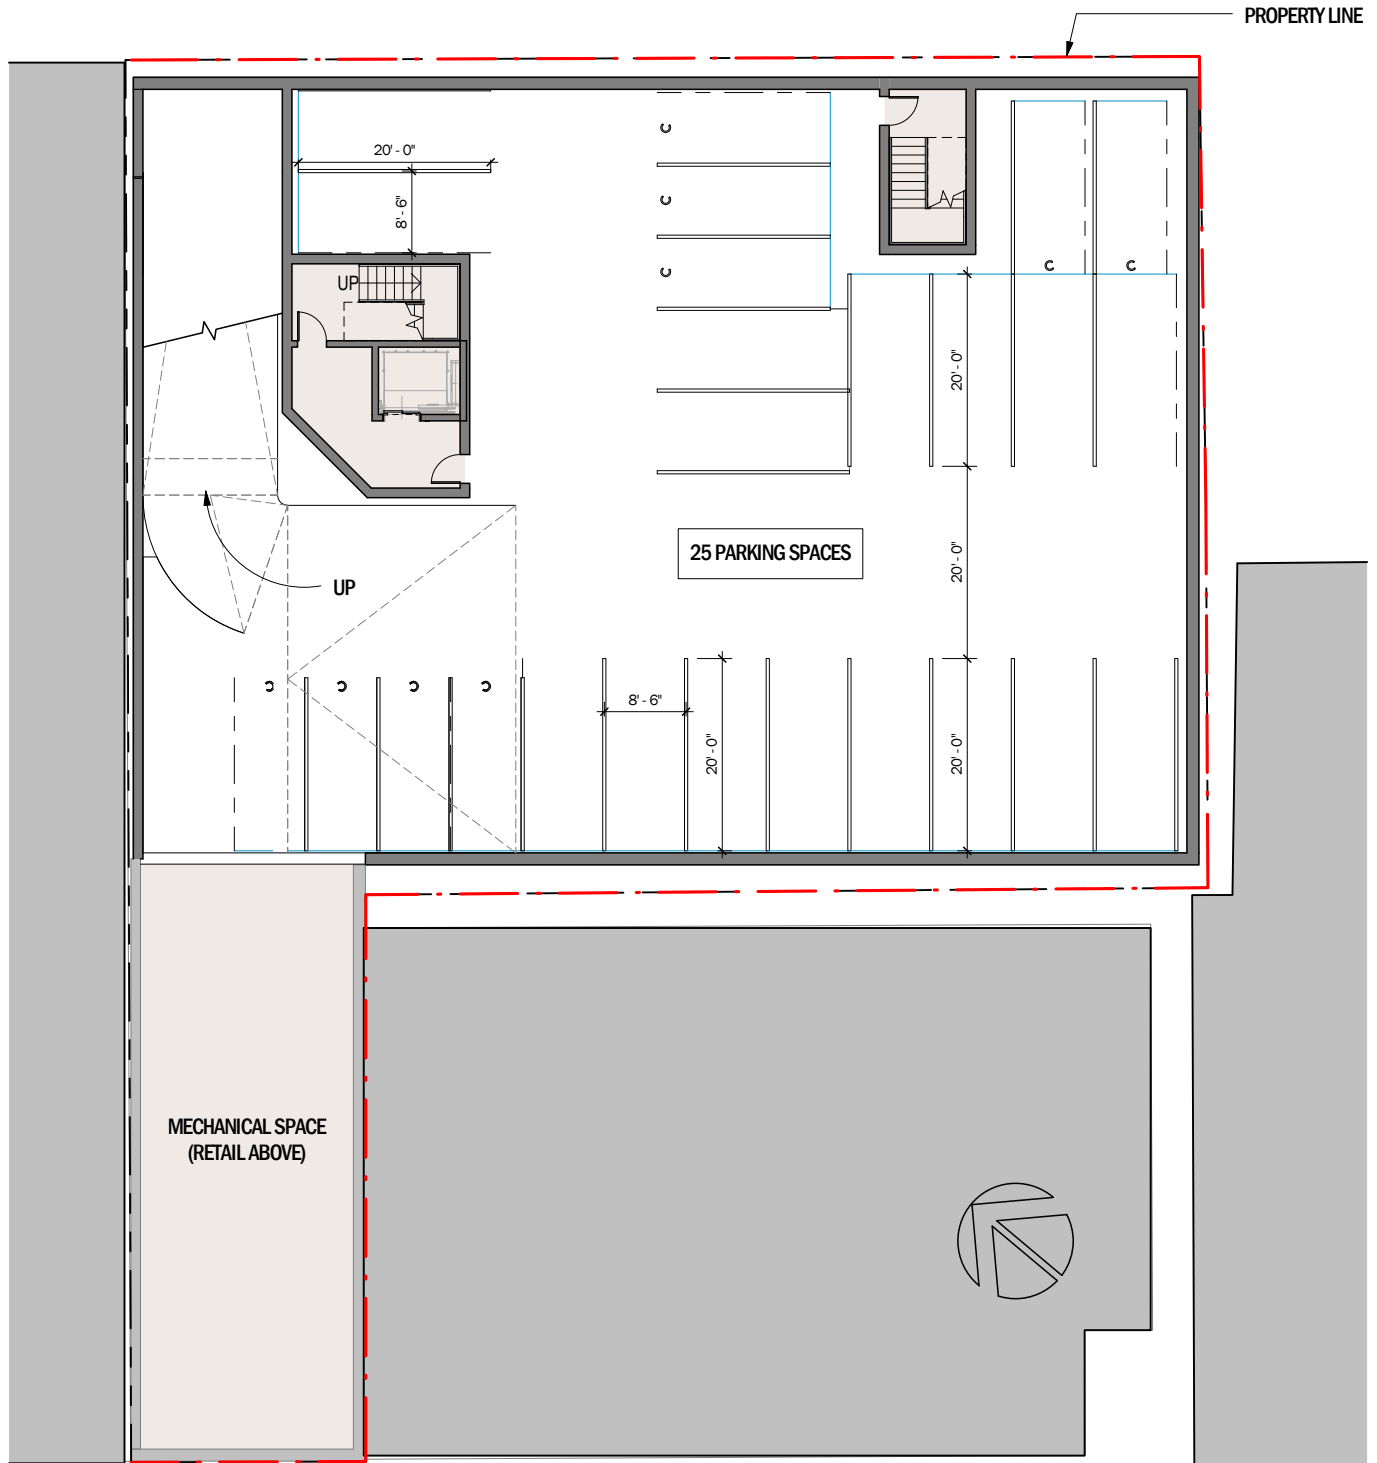 PROPERTY LINE
20' - 0"
8' - 6"
C
C
C
UP
C
C
20' - 0"
25 PARKING SPACES
20' - 0"
UP
C
C
C
C
8' - 6"
20' - 0"
20' - 0"
MECHANICAL SPACE
(RETAIL ABOVE)